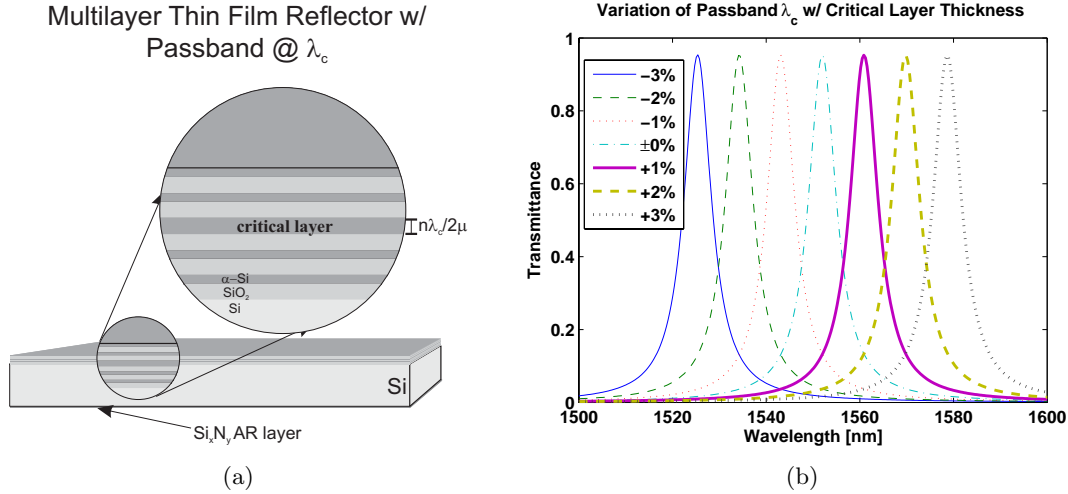 Multilayer Thin Film Reflector w/
Passband @ λc
critical layer
nλc/2μ
α−Si
SiO2
Si
Si
SixNy AR layer
(a)
Variation of Passband λc w/ Critical Layer Thickness
Transmittance
1
0.8
0.6
0.4
0.2
0
−3%
−2%
−1%
±0%
+1%
+2%
+3%
1500
1520
1540
1560
1580
1600
Wavelength [nm]
(b)